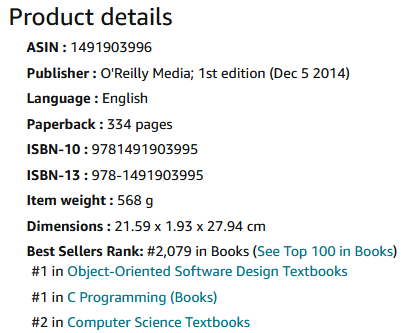 Product details
ASIN : 1491903996
Publisher : O'Reilly Media; 1st edition (Dec 5 2014)
Language : English
Paperback : 334 pages
ISBN-10 : 9781491903995
ISBN-13 : 978-1491903995
Item weight : 568 g
Dimensions : 21.59 x 1.93 x 27.94 cm
Best Sellers Rank: #2,079 in Books (See Top 100 in Books)
#1 in Object-Oriented Software Design Textbooks
#1 in C Programming (Books)
#2 in Computer Science Textbooks